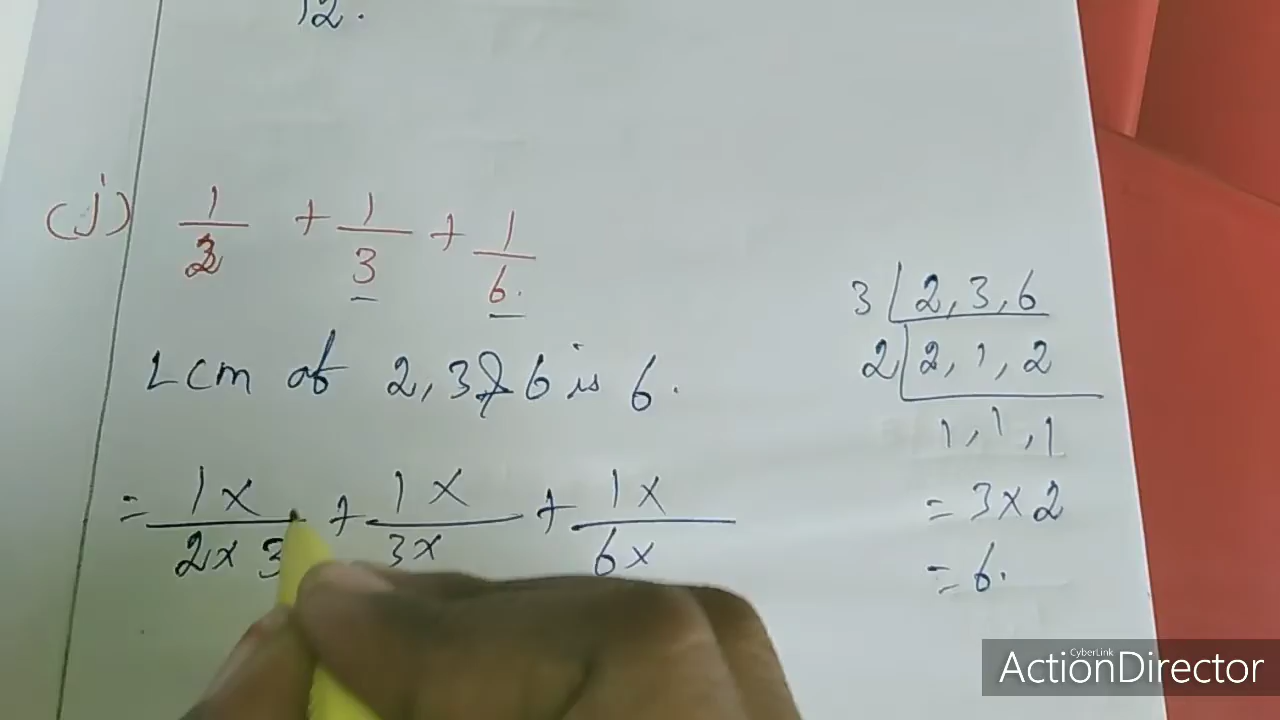 12.
(j) 1/2 + 1/3 + 1/6.
LCM of 2, 3 & 6 is 6.
= 1x/2x3 + 1x/3x + 1x/6x
3 | 2, 3, 6
2 | 2, 1, 2
1, 1, 1
= 3x2
= 6.
CyberLink
ActionDirector